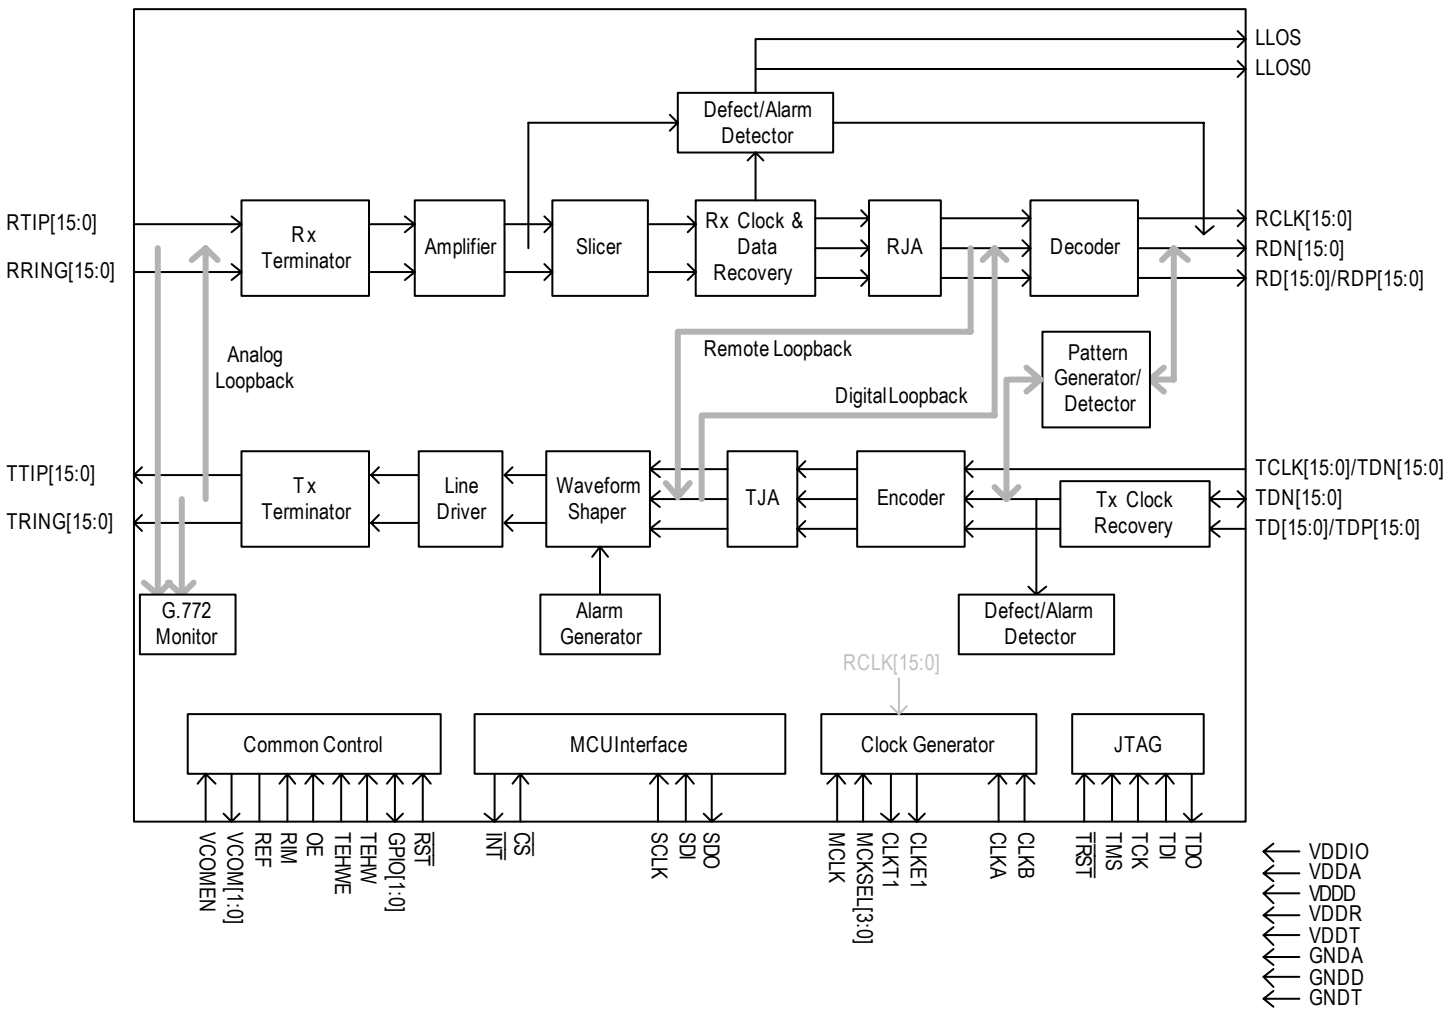 LLOS
LLOS0
Defect/Alarm
Detector
RTIP[15:0]
RRING[15:0]
Rx
Terminator
Amplifier
Slicer
Rx Clock &
Data
Recovery
RJA
Decoder
RCLK[15:0]
RDN[15:0]
RD[15:0]/RDP[15:0]
Analog
Loopback
Remote Loopback
Digital Loopback
Pattern
Generator/
Detector
TTIP[15:0]
TRING[15:0]
Tx
Terminator
Line
Driver
Waveform
Shaper
TJA
Encoder
Tx Clock
Recovery
TCLK[15:0]/TDN[15:0]
TDN[15:0]
TD[15:0]/TDP[15:0]
G.772
Monitor
Alarm
Generator
Defect/Alarm
Detector
RCLK[15:0]
Common Control
MCU Interface
Clock Generator
JTAG
VCOMEN
VCOM[1:0]
REF
RIM
OE
TEHWE
TEHW
GPIO[1:0]
RST
INT
CS
SCLK
SDI
SDO
MCLK
MCKSEL[3:0]
CLKT1
CLKE1
CLKA
CLKB
TRST
TMS
TCK
TDI
TDO
VDDIO
VDDA
VDDD
VDDR
VDDT
GNDA
GNDD
GNDT